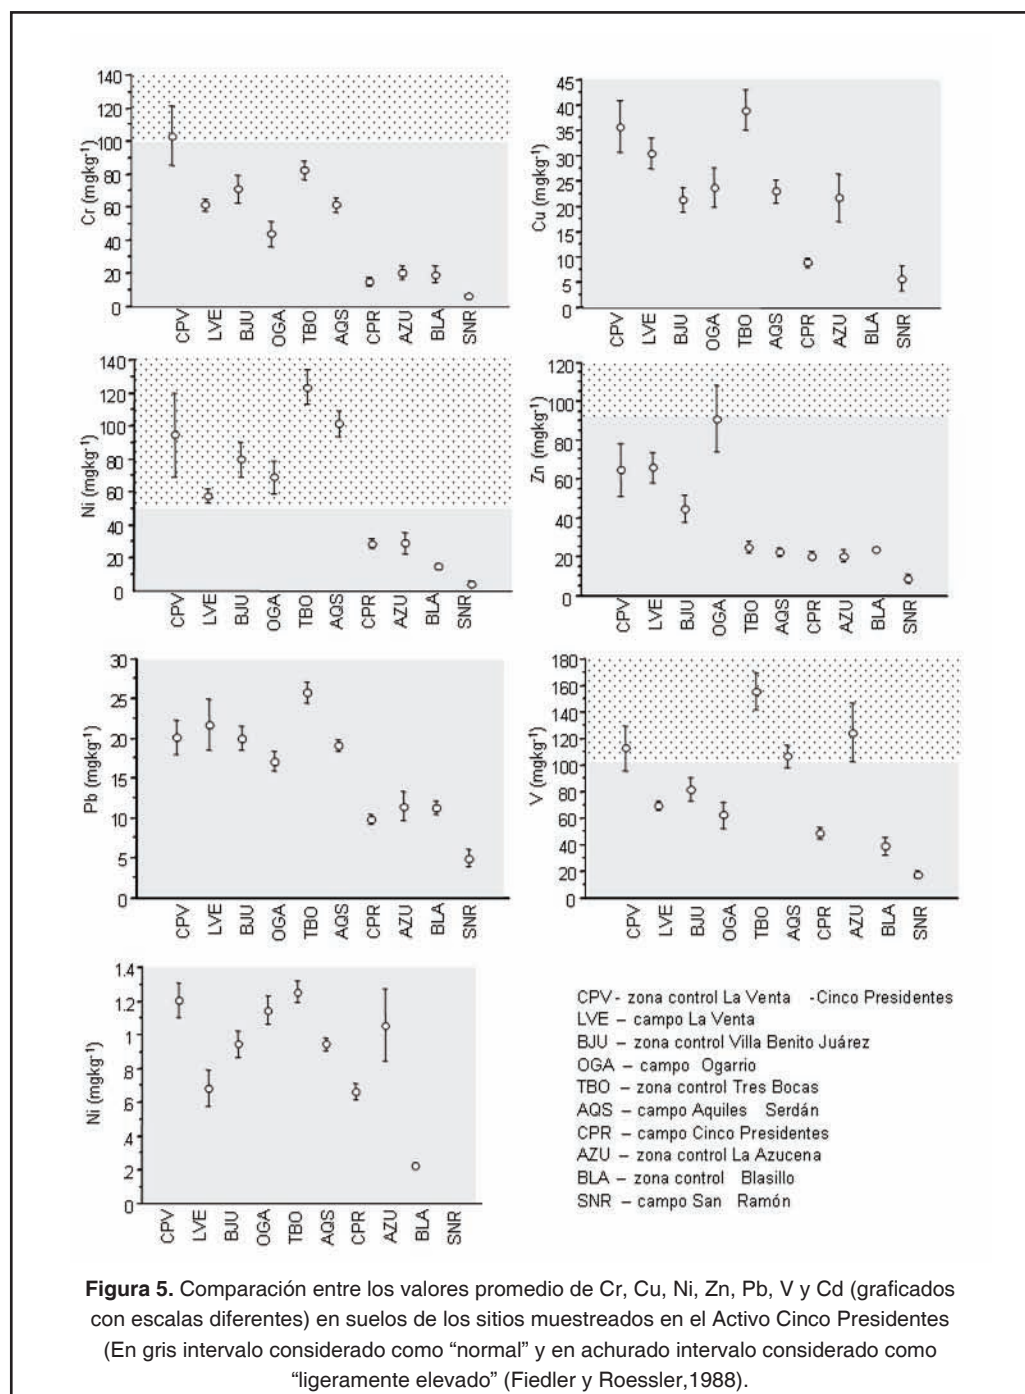 140
120
100
80
60
40
20
0
Cr (mgkg-1)
CPV LVE BJU OGA TBO AQS CPR AZU BLA SNR
45
40
35
30
25
20
15
10
5
0
Cu (mgkg-1)
CPV LVE BJU OGA TBO AQS CPR AZU BLA SNR
140
120
100
80
60
40
20
0
Ni (mgkg-1)
CPV LVE BJU OGA TBO AQS CPR AZU BLA SNR
120
100
80
60
40
20
0
Zn (mgkg-1)
CPV LVE BJU OGA TBO AQS CPR AZU BLA SNR
30
25
20
15
10
5
0
Pb (mgkg-1)
CPV LVE BJU OGA TBO AQS CPR AZU BLA SNR
180
160
140
120
100
80
60
40
20
0
V (mgkg-1)
CPV LVE BJU OGA TBO AQS CPR AZU BLA SNR
1.4
1.2
1
.8
.6
.4
.2
0
Ni (mgkg-1)
CPV LVE BJU OGA TBO AQS CPR AZU BLA SNR
CPV - zona control La Venta -Cinco Presidentes
LVE – campo La Venta
BJU – zona control Villa Benito Juárez
OGA – campo Ogarrio
TBO – zona control Tres Bocas
AQS – campo Aquiles Serdán
CPR – campo Cinco Presidentes
AZU – zona control La Azucena
BLA – zona control Blasillo
SNR – campo San Ramón
Figura 5. Comparación entre los valores promedio de Cr, Cu, Ni, Zn, Pb, V y Cd (graficados
con escalas diferentes) en suelos de los sitios muestreados en el Activo Cinco Presidentes
(En gris intervalo considerado como “normal” y en achurado intervalo considerado como
“ligeramente elevado” (Fiedler y Roessler,1988).